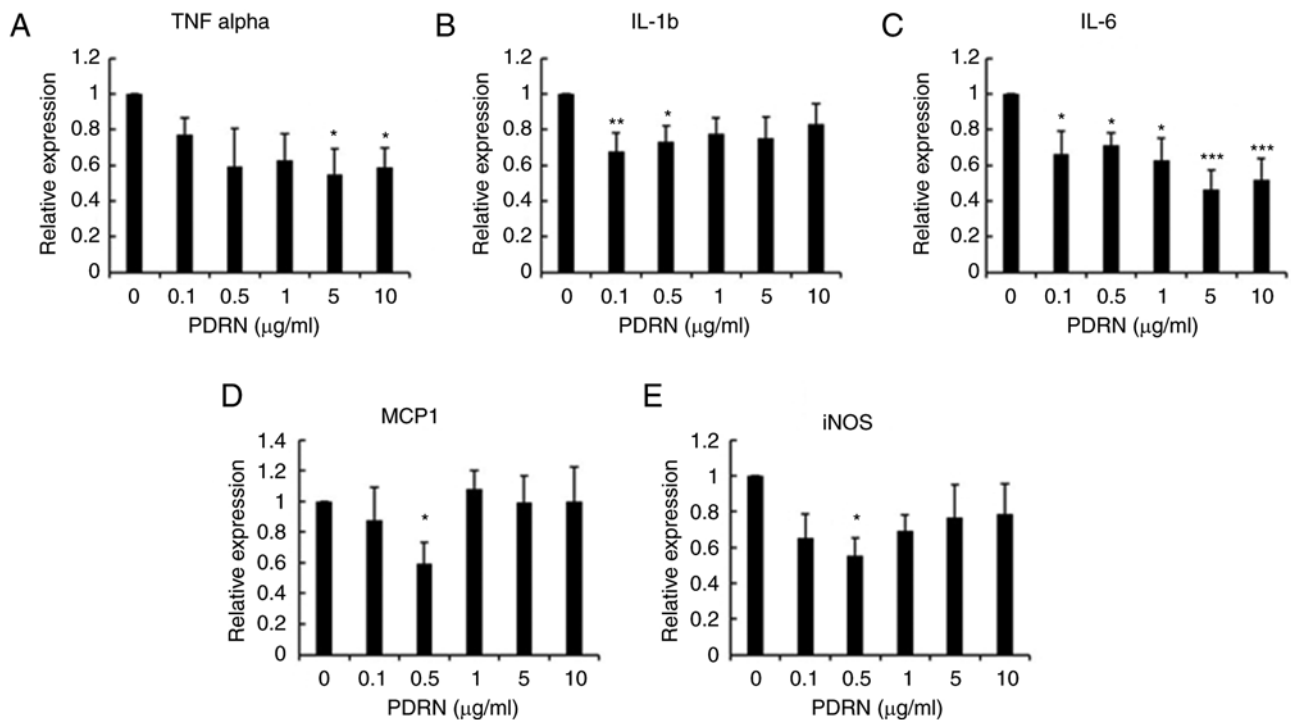 A
TNF alpha
Relative expression
1.2
1
0.8
0.6
0.4
0.2
0
*
*
0 0.1 0.5 1 5 10
PDRN (µg/ml)
B
IL-1b
Relative expression
1.2
1
0.8
0.6
0.4
0.2
0
**
*
0 0.1 0.5 1 5 10
PDRN (µg/ml)
C
IL-6
Relative expression
1.2
1
0.8
0.6
0.4
0.2
0
*
*
*
***
***
0 0.1 0.5 1 5 10
PDRN (µg/ml)
D
MCP1
Relative expression
1.4
1.2
1
0.8
0.6
0.4
0.2
0
*
0 0.1 0.5 1 5 10
PDRN (µg/ml)
E
iNOS
Relative expression
1.2
1
0.8
0.6
0.4
0.2
0
*
0 0.1 0.5 1 5 10
PDRN (µg/ml)